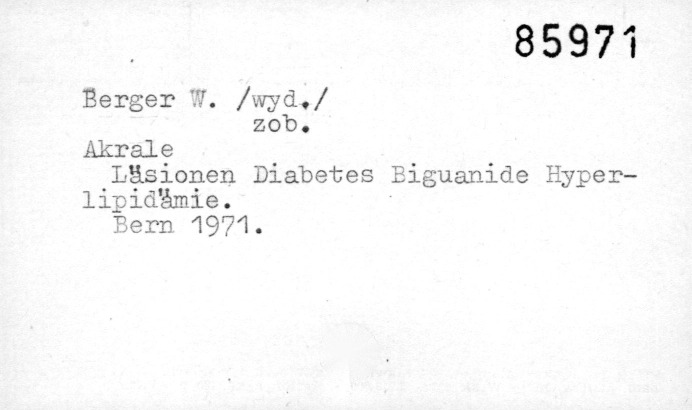 85971
Berger W. /wyd./
zob.
Akrale
Läsionen Diabetes Biguanide Hyper-
lipidämie.
Bern 1971.